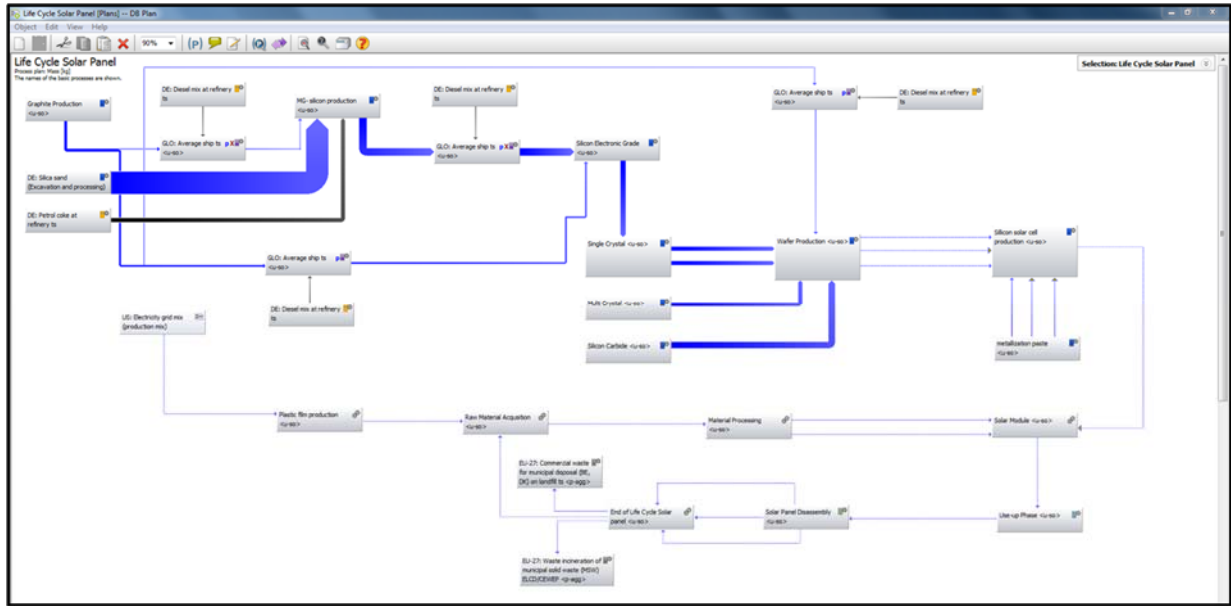 Life Cycle Solar Panel [Plans] -- DB Plan
Object Edit View Help
90%
Life Cycle Solar Panel
Process plan: Mass [kg]
The names of the basic processes are shown.
Selection: Life Cycle Solar Panel
Graphite Production
<u-so>
DE: Diesel mix at refinery
ts
MG- silicon production
<u-so>
DE: Diesel mix at refinery
ts
GLO: Average ship ts
<u-so>
DE: Diesel mix at refinery
ts
GLO: Average ship ts
<u-so>
GLO: Average ship ts
<u-so>
Silicon Electronic Grade
<u-so>
DE: Silica sand
(Excavation and processing)
DE: Petrol coke at
refinery ts
GLO: Average ship ts
<u-so>
DE: Diesel mix at refinery
ts
Single Crystal <u-so>
Wafer Production <u-so>
Silicon solar cell
production <u-so>
Multi Crystal <u-so>
Silicon Carbide <u-so>
metallization paste
<u-so>
US: Electricity grid mix
(production mix)
Plastic film production
<u-so>
Raw Material Acqusition
<u-so>
Material Processing
<u-so>
Solar Module <u-so>
EU-27: Commercial waste
for municipal disposal (BE,
on landfill ts <p-agg>
End of Life Cycle Solar
panel <u-so>
Solar Panel Disassembly
<u-so>
Use-up Phase <u-so>
EU-27: Waste incineration of
municipal solid waste (MSW)
ELCD/CEWEP <p-agg>